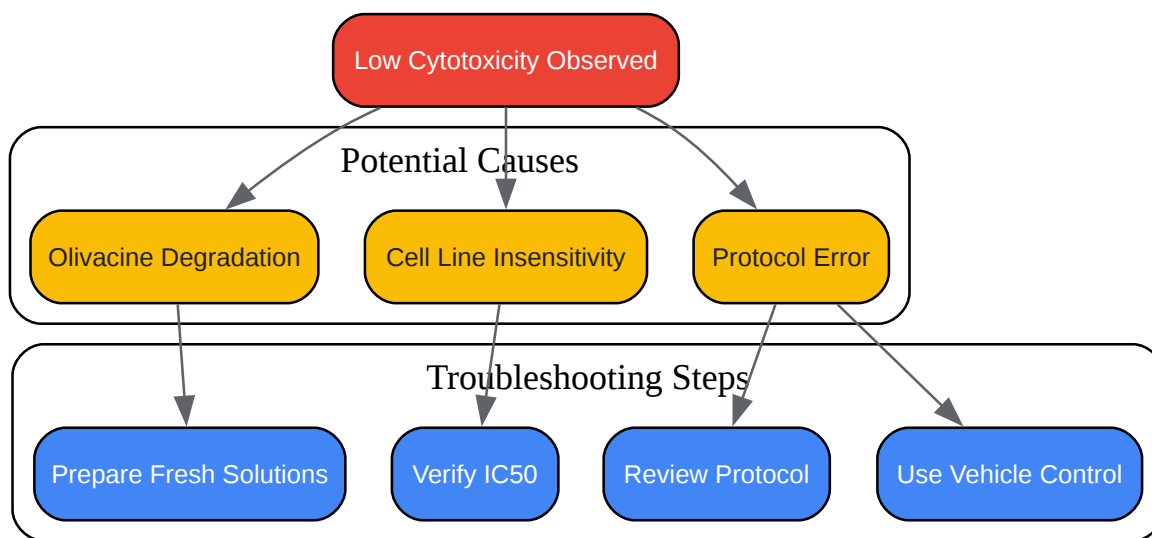 Low Cytotoxicity Observed
Potential Causes
Olivacine Degradation
Cell Line Insensitivity
Protocol Error
Troubleshooting Steps
Prepare Fresh Solutions
Verify IC50
Review Protocol
Use Vehicle Control